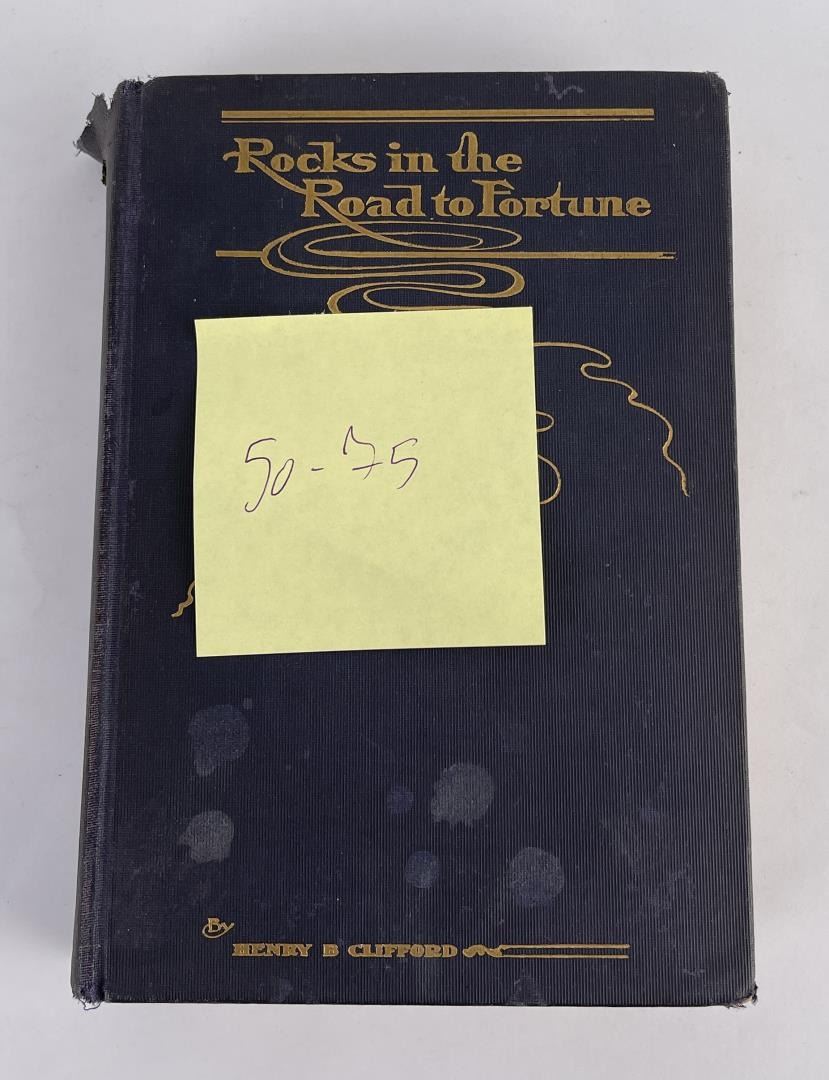 Rocks in the
Road to Fortune
50-75
By
HENRY B CLIFFORD